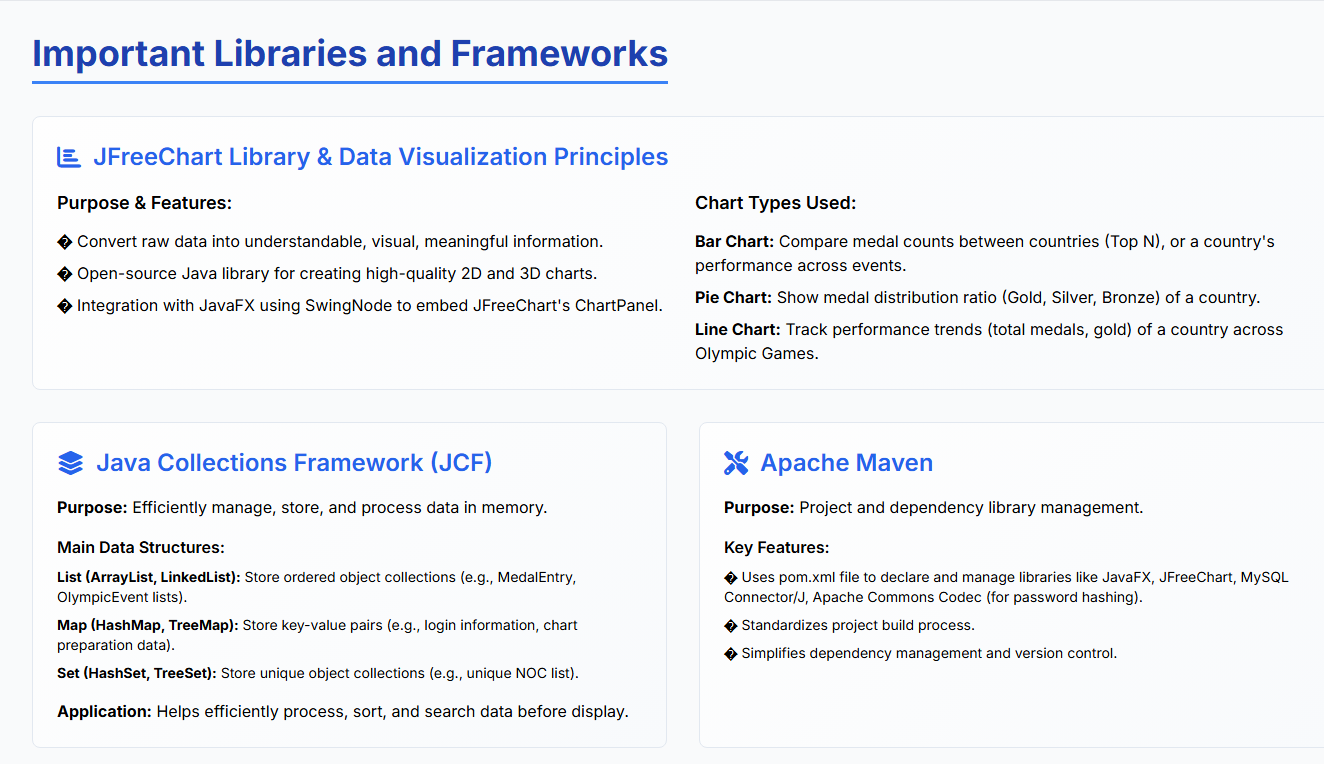 Important Libraries and Frameworks
JFreeChart Library & Data Visualization Principles
Purpose & Features:
� Convert raw data into understandable, visual, meaningful information.
� Open-source Java library for creating high-quality 2D and 3D charts.
� Integration with JavaFX using SwingNode to embed JFreeChart's ChartPanel.
Chart Types Used:
Bar Chart: Compare medal counts between countries (Top N), or a country's
performance across events.
Pie Chart: Show medal distribution ratio (Gold, Silver, Bronze) of a country.
Line Chart: Track performance trends (total medals, gold) of a country across
Olympic Games.
Java Collections Framework (JCF)
Purpose: Efficiently manage, store, and process data in memory.
Main Data Structures:
List (ArrayList, LinkedList): Store ordered object collections (e.g., MedalEntry,
OlympicEvent lists).
Map (HashMap, TreeMap): Store key-value pairs (e.g., login information, chart
preparation data).
Set (HashSet, TreeSet): Store unique object collections (e.g., unique NOC list).
Application: Helps efficiently process, sort, and search data before display.
Apache Maven
Purpose: Project and dependency library management.
Key Features:
� Uses pom.xml file to declare and manage libraries like JavaFX, JFreeChart, MySQL
Connector/J, Apache Commons Codec (for password hashing).
� Standardizes project build process.
� Simplifies dependency management and version control.